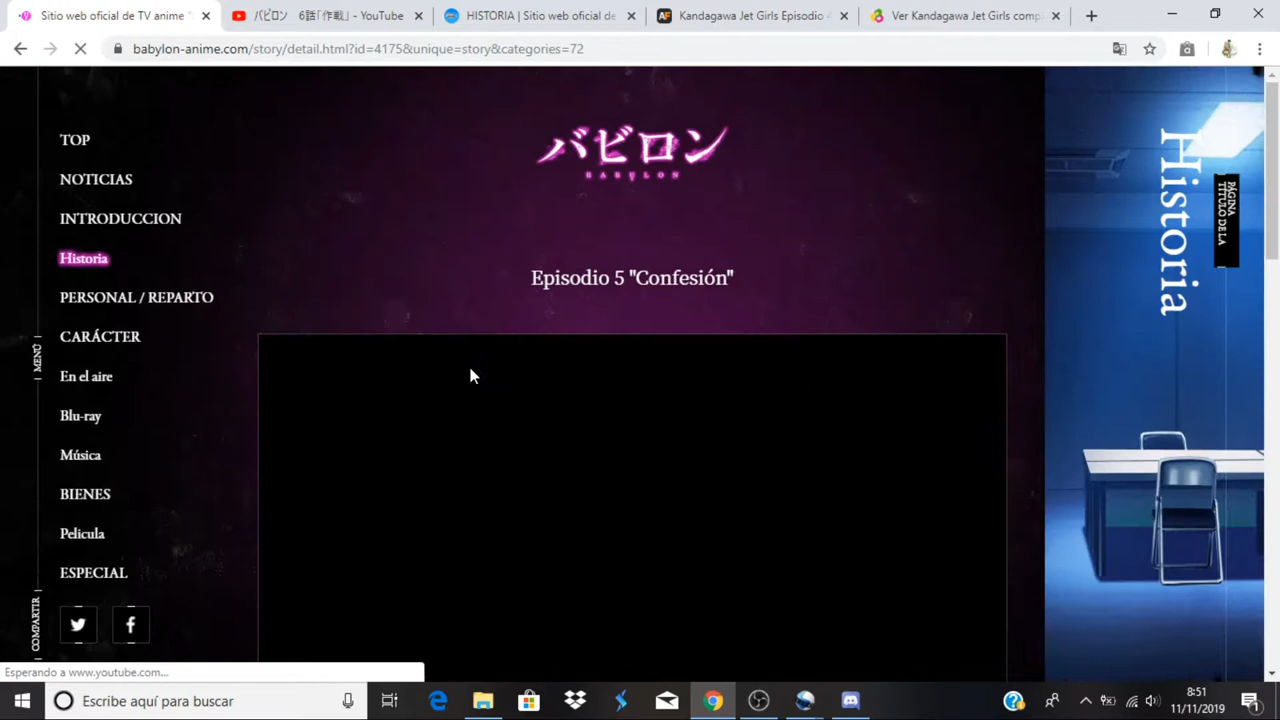 Sitio web oficial de TV anime "
バビロン 6話「作戦」 - YouTube
HISTORIA | Sitio web oficial de
AF Kandagawa Jet Girls Episodio 4
Ver Kandagawa Jet Girls comp
babylon-anime.com/story/detail.html?id=4175&unique=story&categories=72
TOP
NOTICIAS
INTRODUCCION
Historia
PERSONAL / REPARTO
CARÁCTER
En el aire
Blu-ray
Música
BIENES
Pelicula
ESPECIAL
MENÚ
COMPARTIR
バビロン
BABYLON
Episodio 5 "Confesión"
Historia
PÁGINA
TÍTULO DE LA
Esperando a www.youtube.com...
Escribe aquí para buscar
8:51
11/11/2019
1